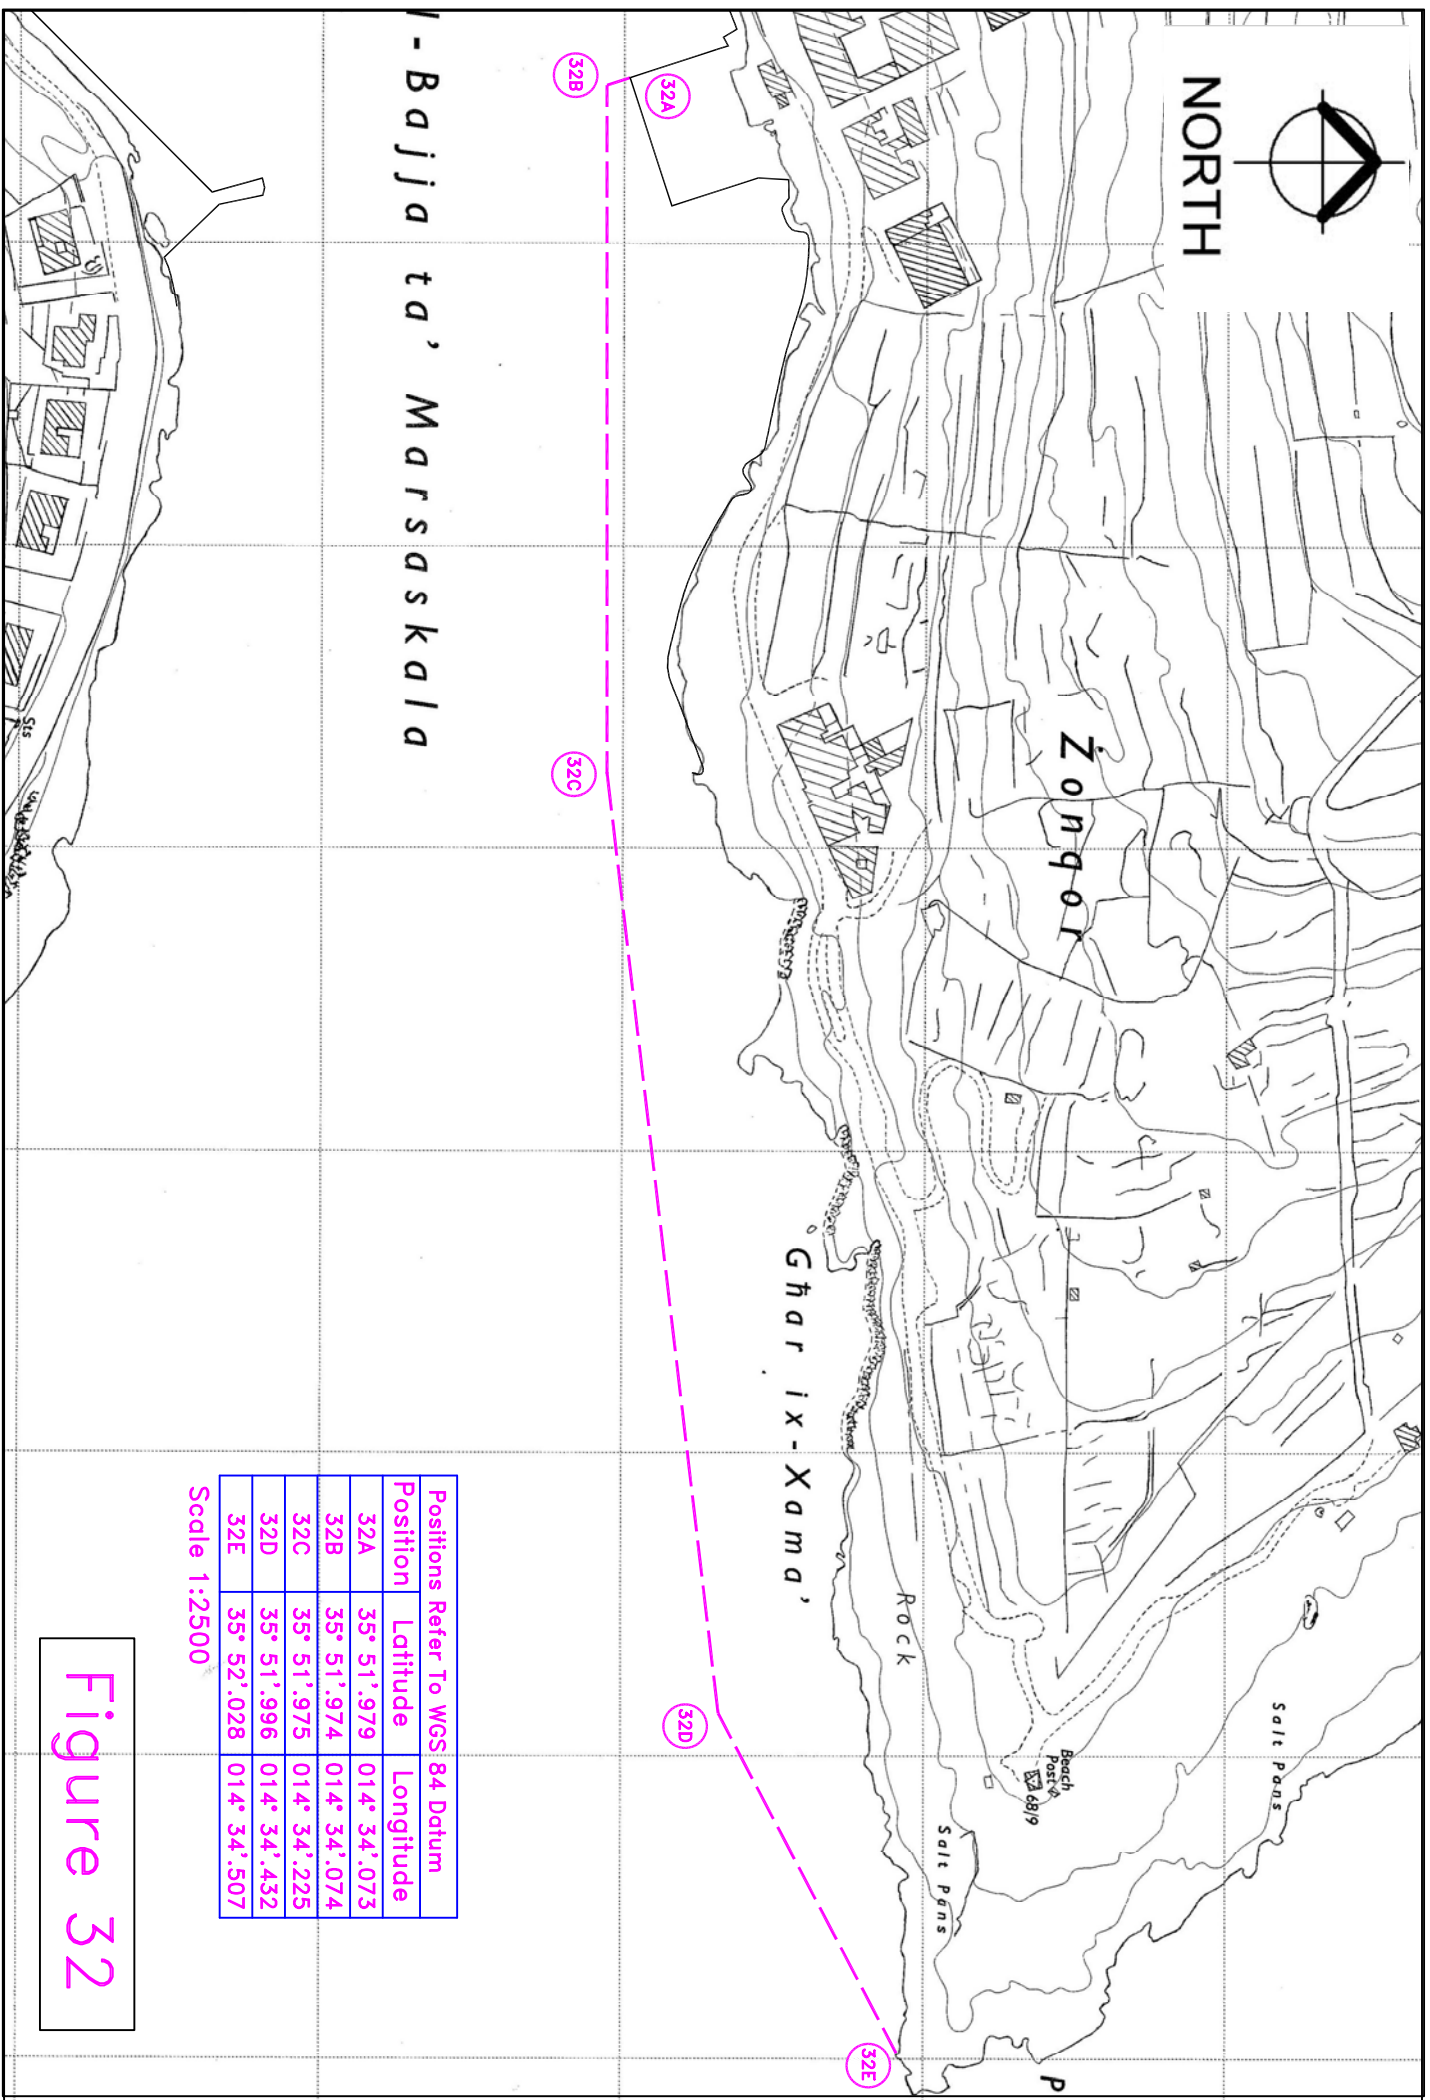 NORTH
l-Bajja ta' Marsaskala
Żonqor
Għar ix-Xama'
Rock
Salt Pans
Salt Pans
Beach
Post
68/9
Sts
P
32A
32B
32C
32D
32E
Positions Refer To WGS 84 Datum
Position Latitude Longitude
32A 35° 51'.979 014° 34'.073
32B 35° 51'.974 014° 34'.074
32C 35° 51'.975 014° 34'.225
32D 35° 51'.996 014° 34'.432
32E 35° 52'.028 014° 34'.507
Scale 1:2500
Figure 32